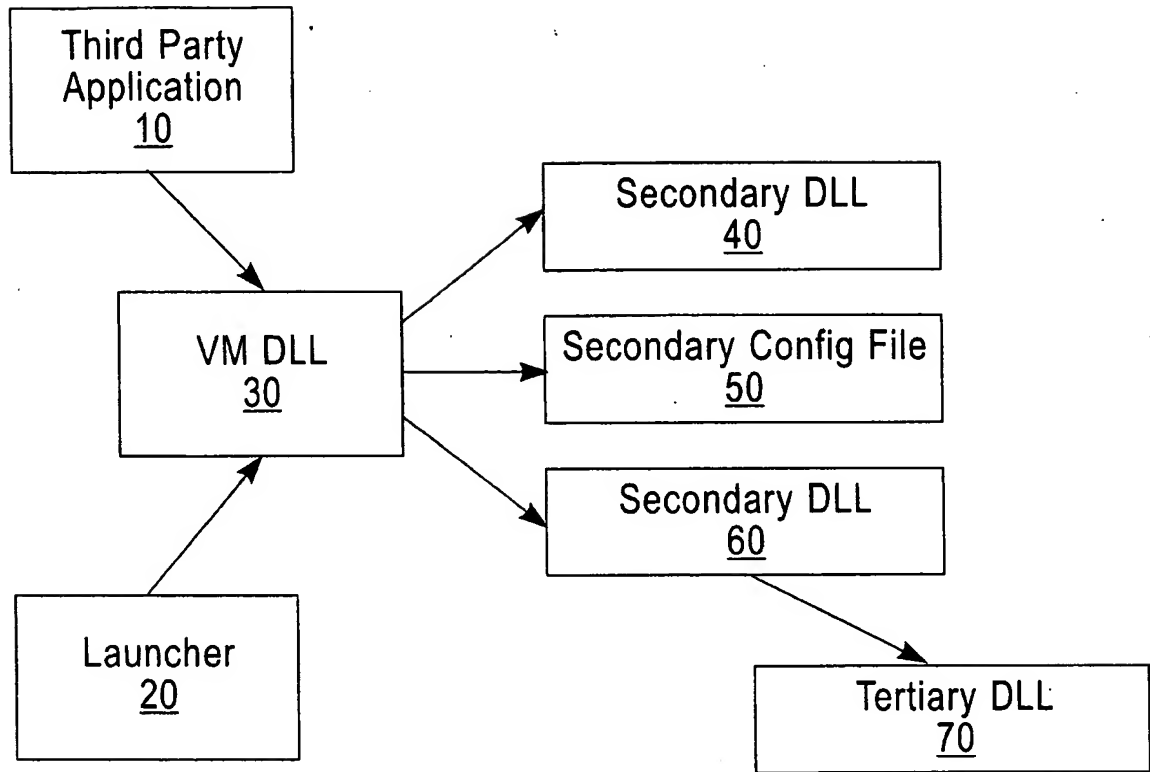 Third Party
Application
10
Secondary DLL
40
VM DLL
30
Secondary Config File
50
Secondary DLL
60
Launcher
20
Tertiary DLL
70